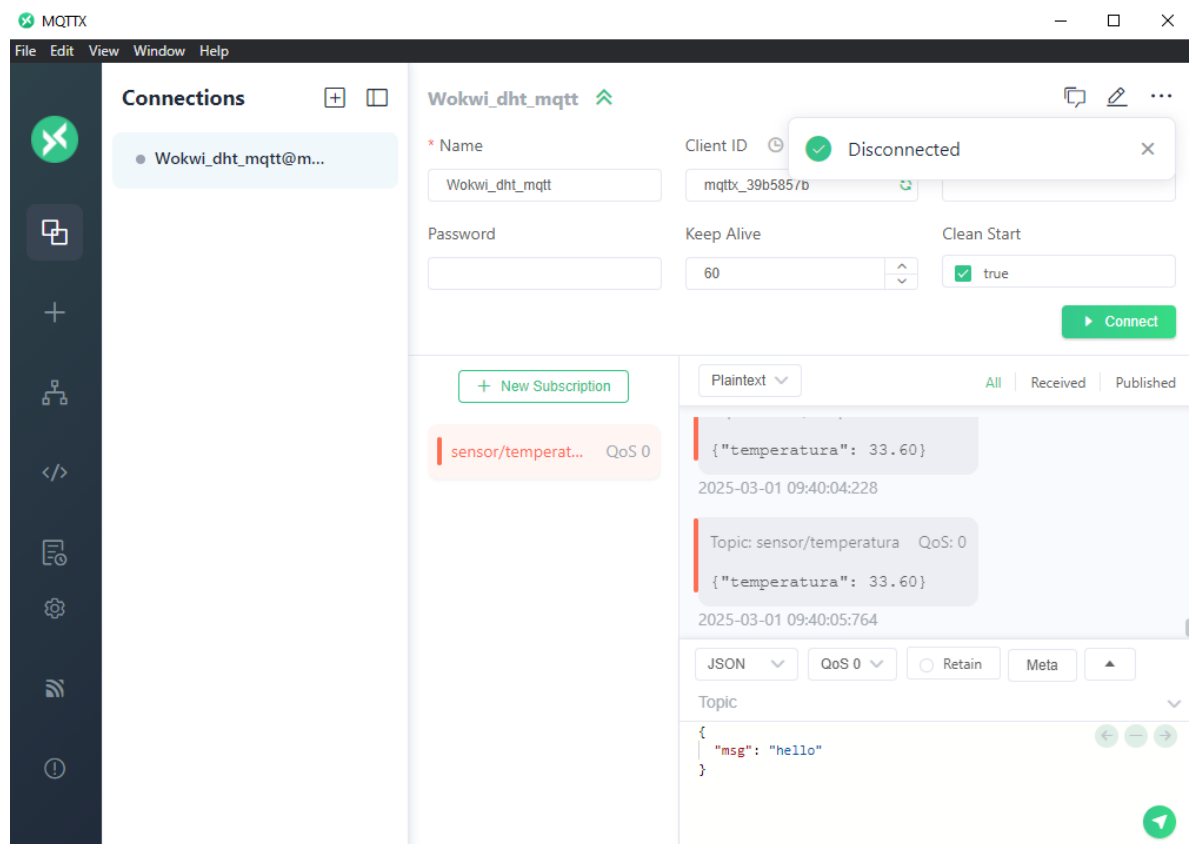 MQTTX
File Edit View Window Help
Connections
Wokwi_dht_mqtt@m...
Wokwi_dht_mqtt
* Name
Client ID
Disconnected
Wokwi_dht_mqtt
mqttx_39b5857b
Password
Keep Alive
Clean Start
60
true
Connect
+ New Subscription
sensor/temperat... QoS 0
Plaintext
All
Received
Published
{"temperatura": 33.60}
2025-03-01 09:40:04:228
Topic: sensor/temperatura QoS: 0
{"temperatura": 33.60}
2025-03-01 09:40:05:764
JSON
QoS 0
Retain
Meta
Topic
{
"msg": "hello"
}